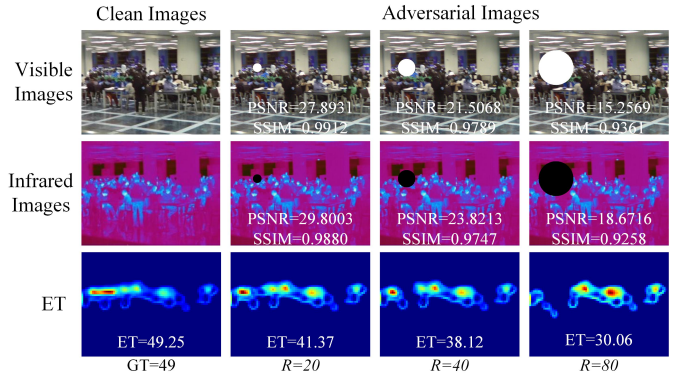 Clean Images
Adversarial Images
Visible
Images
PSNR=27.8931
SSIM=0.9912
PSNR=21.5068
SSIM=0.9789
PSNR=15.2569
SSIM=0.9361
Infrared
Images
PSNR=29.8003
SSIM=0.9880
PSNR=23.8213
SSIM=0.9747
PSNR=18.6716
SSIM=0.9258
ET
ET=49.25
ET=41.37
ET=38.12
ET=30.06
GT=49
R=20
R=40
R=80